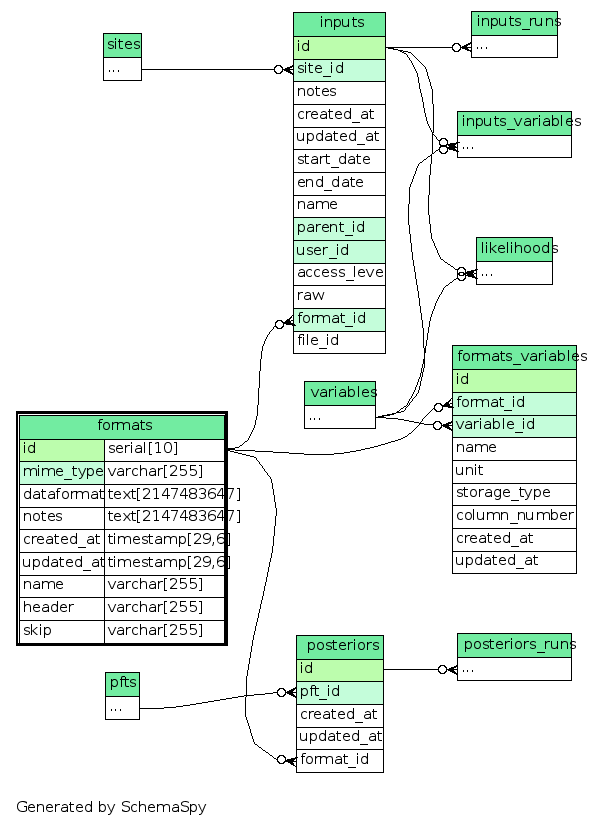 inputs
id
site_id
notes
created_at
updated_at
start_date
end_date
name
parent_id
user_id
access_leve
raw
format_id
file_id
inputs_runs
...
sites
...
inputs_variables
...
likelihoods
...
formats_variables
id
format_id
variable_id
name
unit
storage_type
column_number
created_at
updated_at
variables
...
formats
id serial[10]
mime_type varchar[255]
dataformat text[2147483647]
notes text[2147483647]
created_at timestamp[29,6]
updated_at timestamp[29,6]
name varchar[255]
header varchar[255]
skip varchar[255]
posteriors
id
pft_id
created_at
updated_at
format_id
posteriors_runs
...
pfts
...
Generated by SchemaSpy